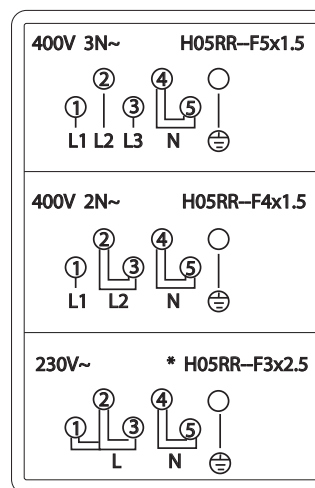 400V 3N~ H05RR--F5x1.5
2 4
1 3 5
L1 L2 L3 N
400V 2N~ H05RR--F4x1.5
2 4
1 3 5
L1 L2 N
230V~ * H05RR--F3x2.5
2 4
1 3 5
L N